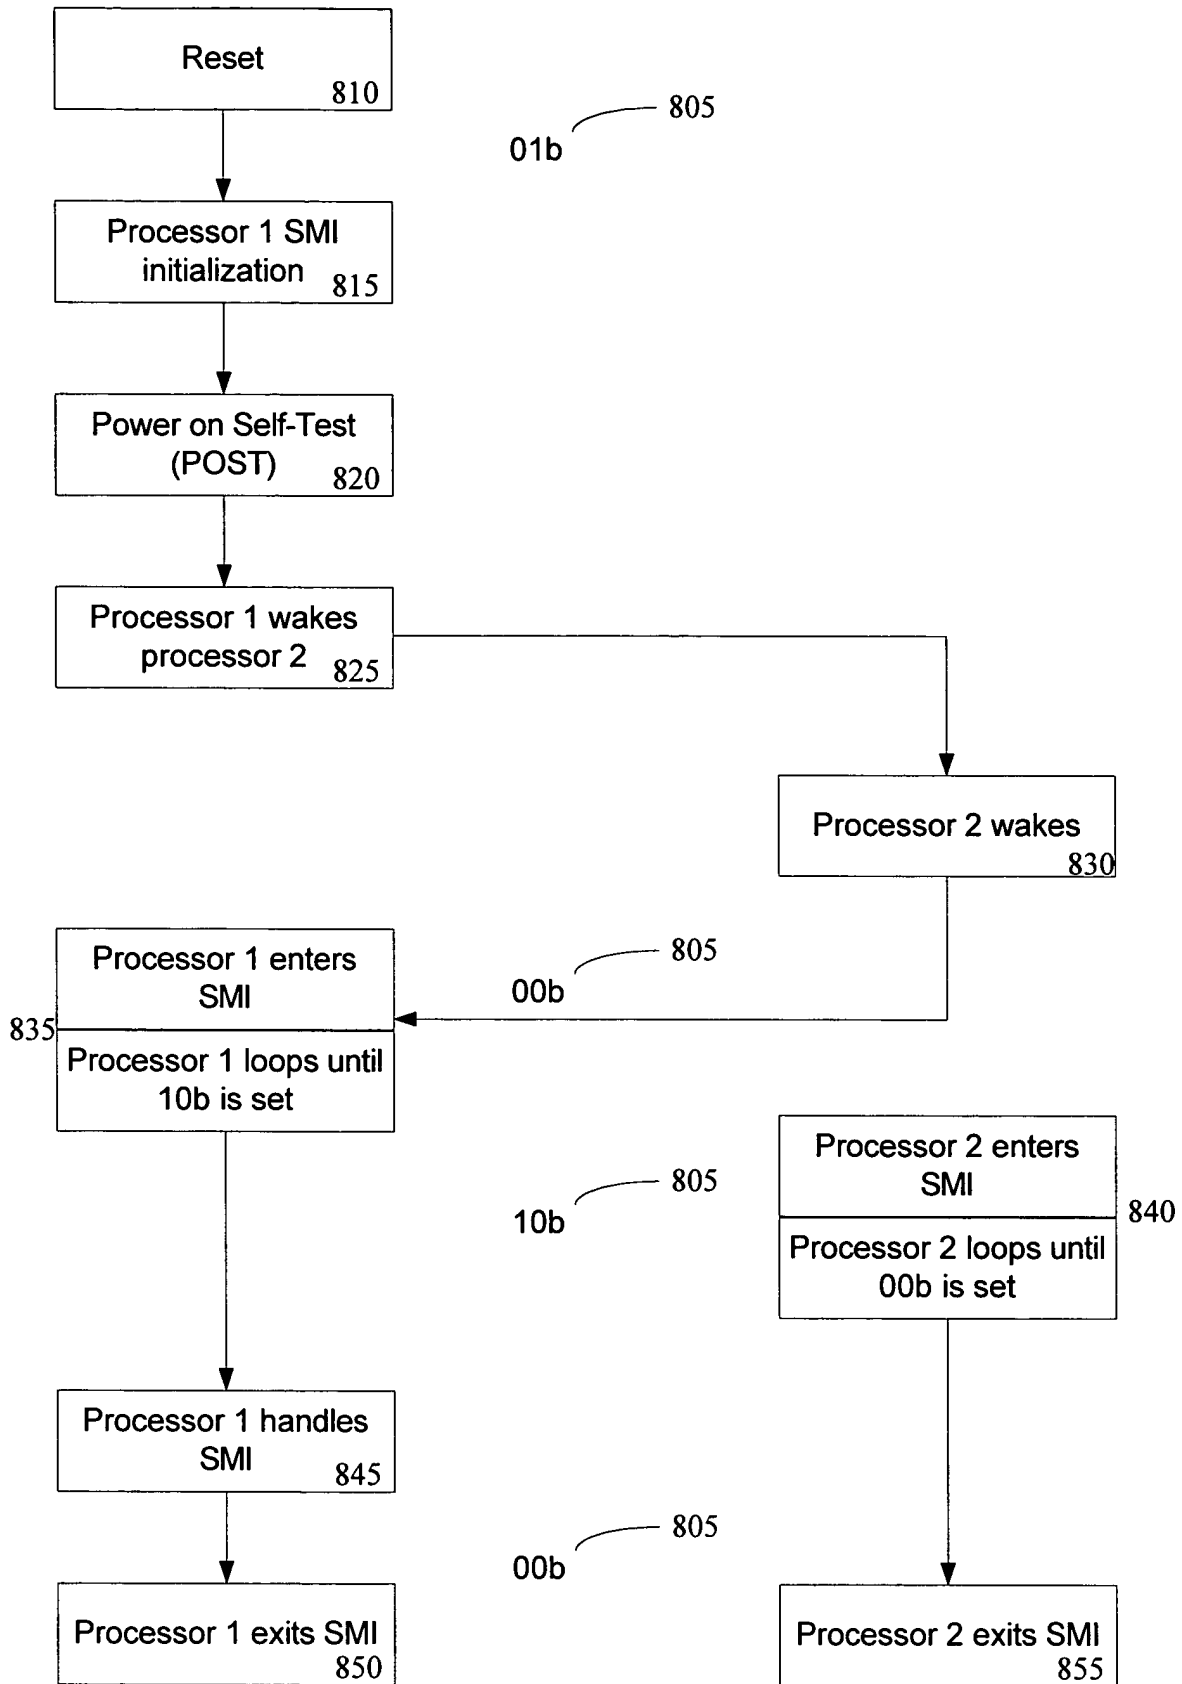 Reset
810
805
01b
Processor 1 SMI
initialization
815
Power on Self-Test
(POST)
820
Processor 1 wakes
processor 2
825
Processor 2 wakes
830
Processor 1 enters
SMI
835
Processor 1 loops until
10b is set
805
00b
Processor 2 enters
SMI
840
Processor 2 loops until
00b is set
805
10b
Processor 1 handles
SMI
845
805
00b
Processor 1 exits SMI
850
Processor 2 exits SMI
855